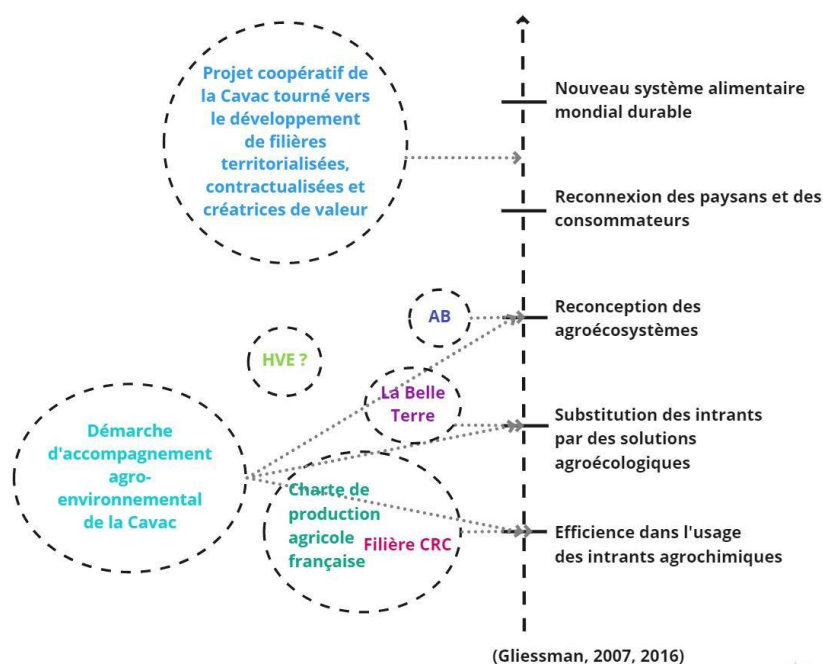 Projet coopératif de
la Cavac tourné vers
le développement
de filières
territorialisées,
contractualisées et
créatrices de valeur
Nouveau système alimentaire
mondial durable
Reconnexion des paysans et des
consommateurs
AB
Reconception des
agroécosystèmes
HVE ?
La Belle
Terre
Substitution des intrants
par des solutions
agroécologiques
Démarche
d'accompagnement
agro-
environnemental
de la Cavac
Charte de
production
agricole
française
Filière CRC
Efficience dans l'usage
des intrants agrochimiques
(Gliessman, 2007, 2016)